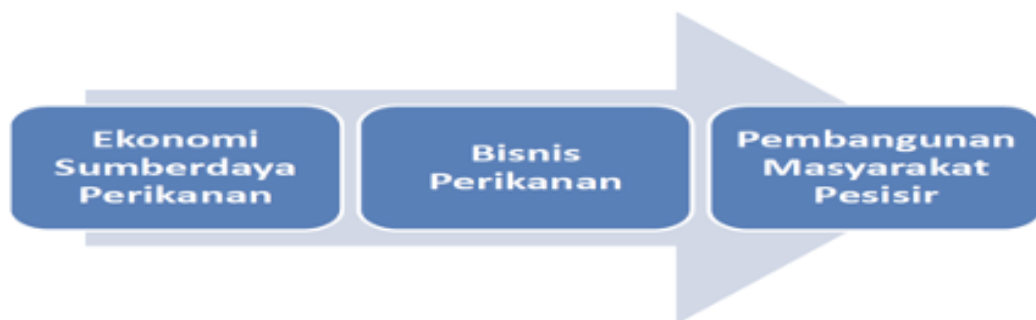 Ekonomi
Sumberdaya
Perikanan
Bisnis
Perikanan
Pembangunan
Masyarakat
Pesisir